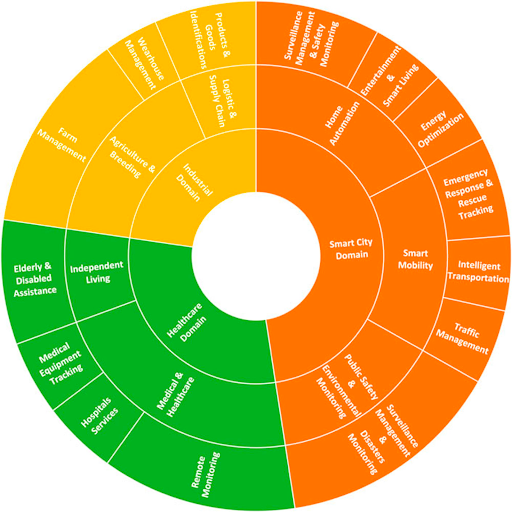 Smart City
Domain
Home
Automation
Surveillance
Management
& Safety
Monitoring
Entertainment
&
Smart Living
Energy
Optimization
Smart
Mobility
Emergency
Response &
Rescue
Tracking
Intelligent
Transportation
Traffic
Management
Public Safety
&
Environmental
Monitoring
Surveillance
Management
&
Disasters
Monitoring
Healthcare
Domain
Medical &
Healthcare
Remote
Monitoring
Hospitals
Services
Medical
Equipment
Tracking
Independent
Living
Elderly &
Disabled
Assistance
Industrial
Domain
Agriculture &
Breeding
Farm
Management
Wearhouse
Management
Logistic &
Supply Chain
Products &
Goods
Identification